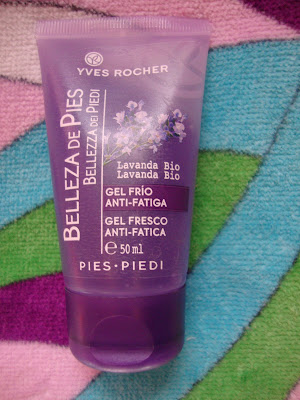 YVES ROCHER
BELLEZA DE PIES
BELLEZZA DEI PIEDI
Lavanda Bio
Lavanda Bio
GEL FRÍO
ANTI-FATIGA
GEL FRESCO
ANTI-FATICA
e 50 ml
PIES • PIEDI